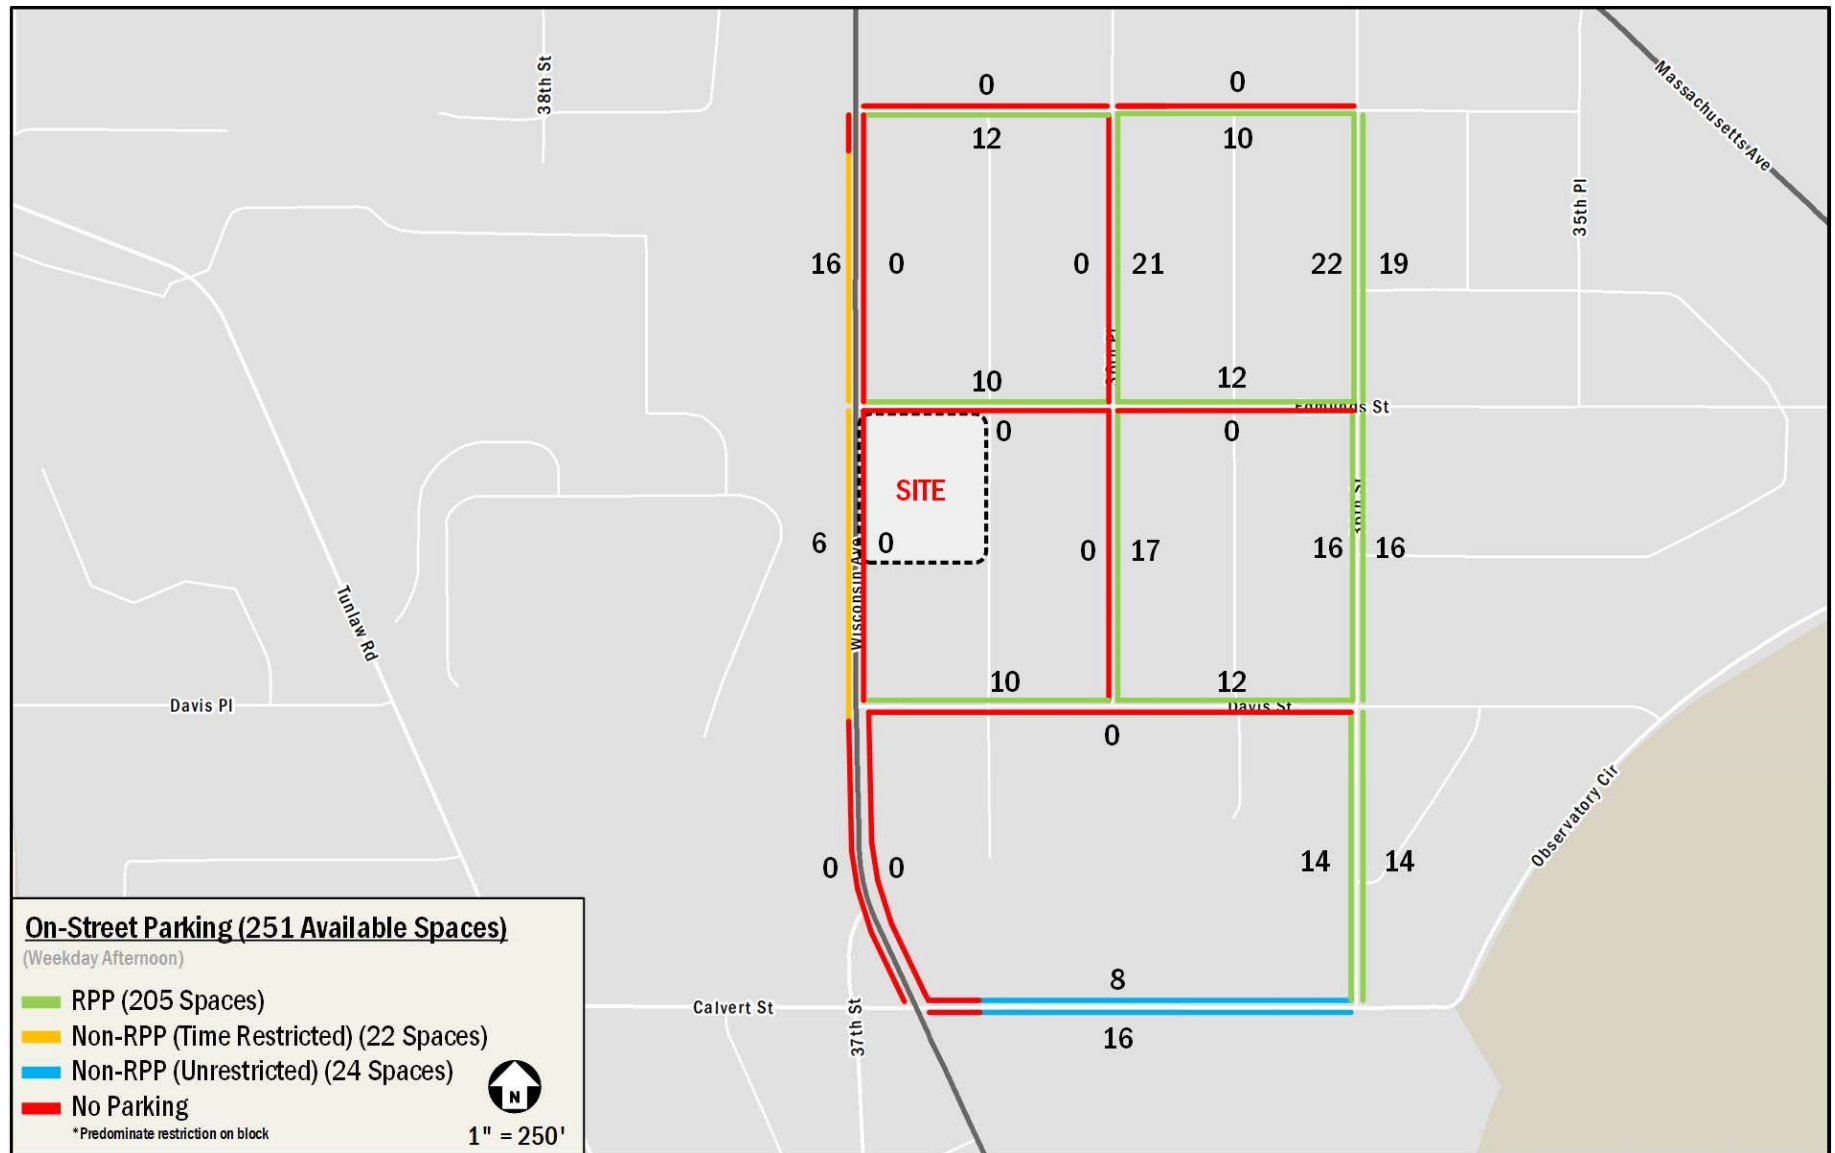 38th St
Massachusetts Ave
35th Pl
0
0
12
10
16
0
0
21
22
19
10
12
Edmunds St
0
0
SITE
6
0
0
17
16
16
Wisconsin Ave
Tunlaw Rd
10
12
Davis Pl
Davis St
0
Observatory Cir
0
0
14
14
8
Calvert St
37th St
16
On-Street Parking (251 Available Spaces)
(Weekday Afternoon)
RPP (205 Spaces)
Non-RPP (Time Restricted) (22 Spaces)
Non-RPP (Unrestricted) (24 Spaces)
No Parking
*Predominate restriction on block
N
1" = 250'